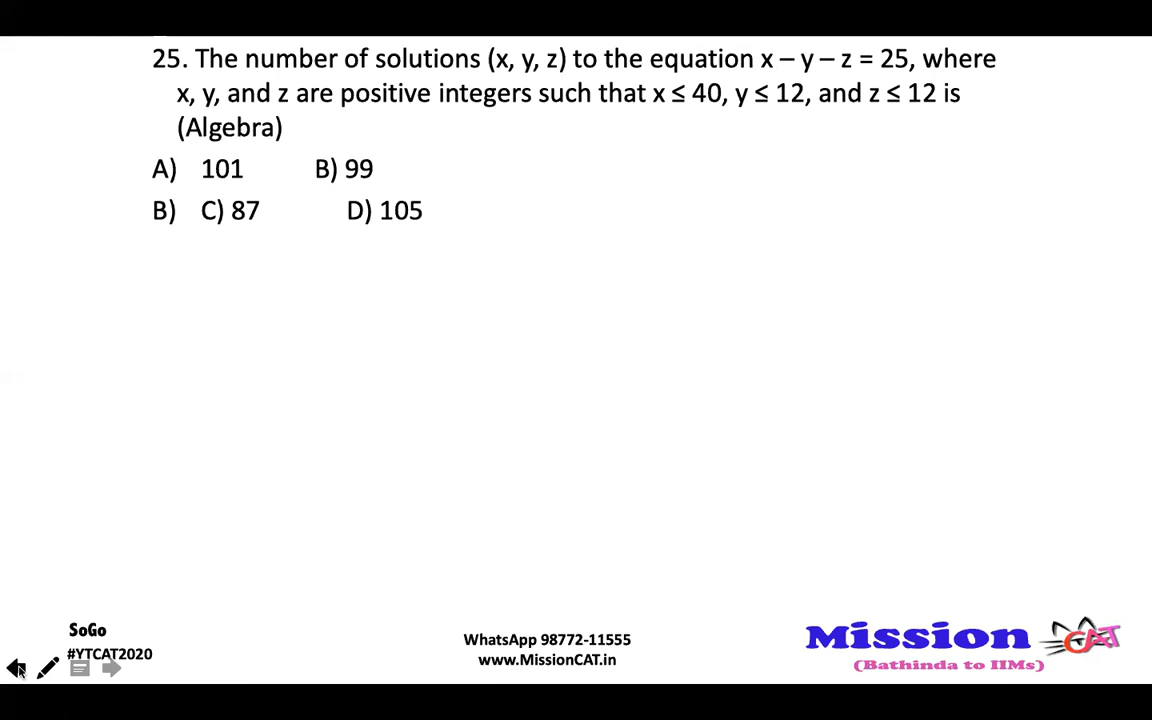 25. The number of solutions (x, y, z) to the equation x – y – z = 25, where
x, y, and z are positive integers such that x ≤ 40, y ≤ 12, and z ≤ 12 is
(Algebra)
A) 101 B) 99
B) C) 87 D) 105
SoGo
#YTCAT2020
WhatsApp 98772-11555
www.MissionCAT.in
Mission CAT
(Bathinda to IIMs)